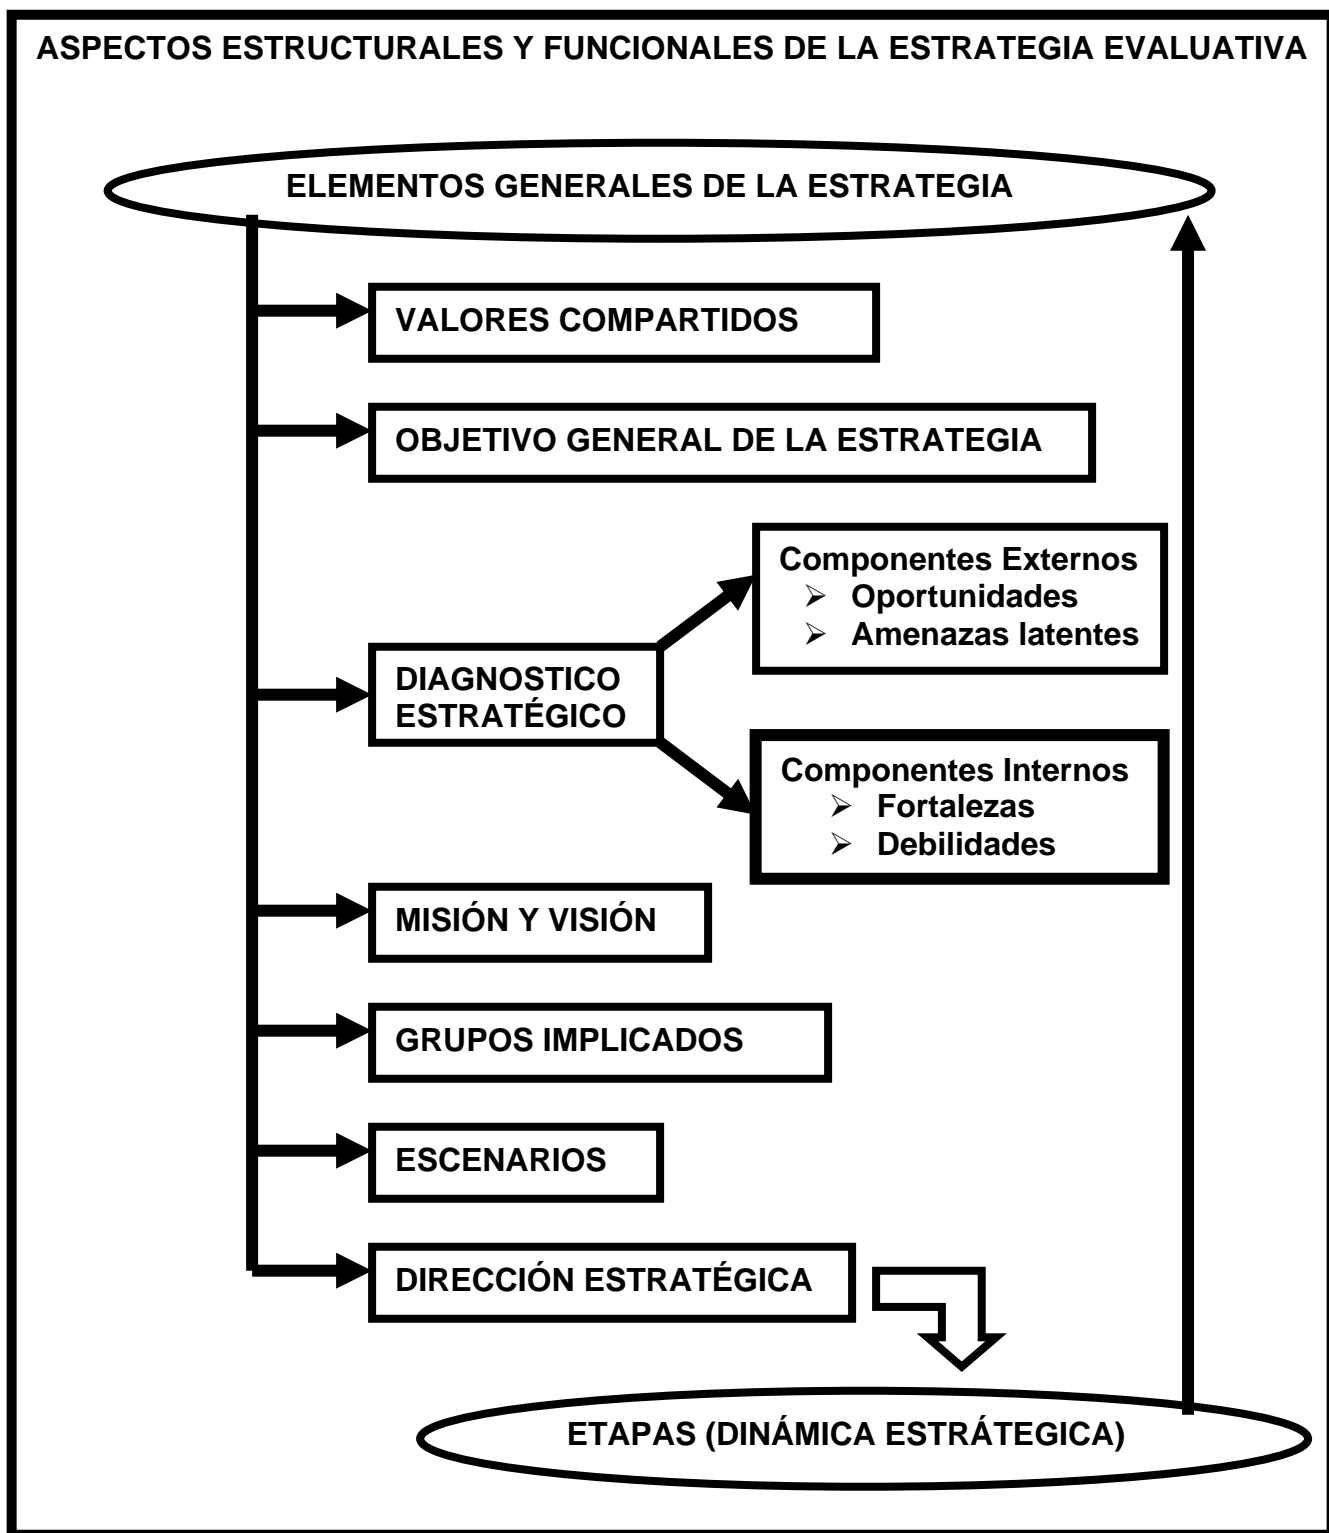 ASPECTOS ESTRUCTURALES Y FUNCIONALES DE LA ESTRATEGIA EVALUATIVA
ELEMENTOS GENERALES DE LA ESTRATEGIA
VALORES COMPARTIDOS
OBJETIVO GENERAL DE LA ESTRATEGIA
Componentes Externos
➢ Oportunidades
➢ Amenazas latentes
DIAGNOSTICO
ESTRATÉGICO
Componentes Internos
➢ Fortalezas
➢ Debilidades
MISIÓN Y VISIÓN
GRUPOS IMPLICADOS
ESCENARIOS
DIRECCIÓN ESTRATÉGICA
ETAPAS (DINÁMICA ESTRÁTEGICA)